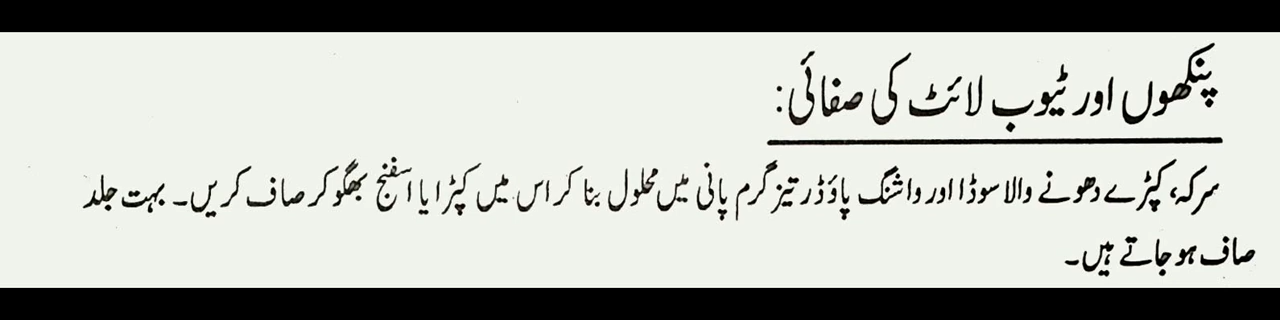 پنکھوں اور ٹیوب لائٹ کی صفائی:
سرکہ، کپڑے دھونے والا سوڈا اور واشنگ پاؤڈر تیز گرم پانی میں محلول بنا کر اس میں کپڑا یا اسفنج بھگو کر صاف کریں۔ بہت جلد
صاف ہو جاتے ہیں۔